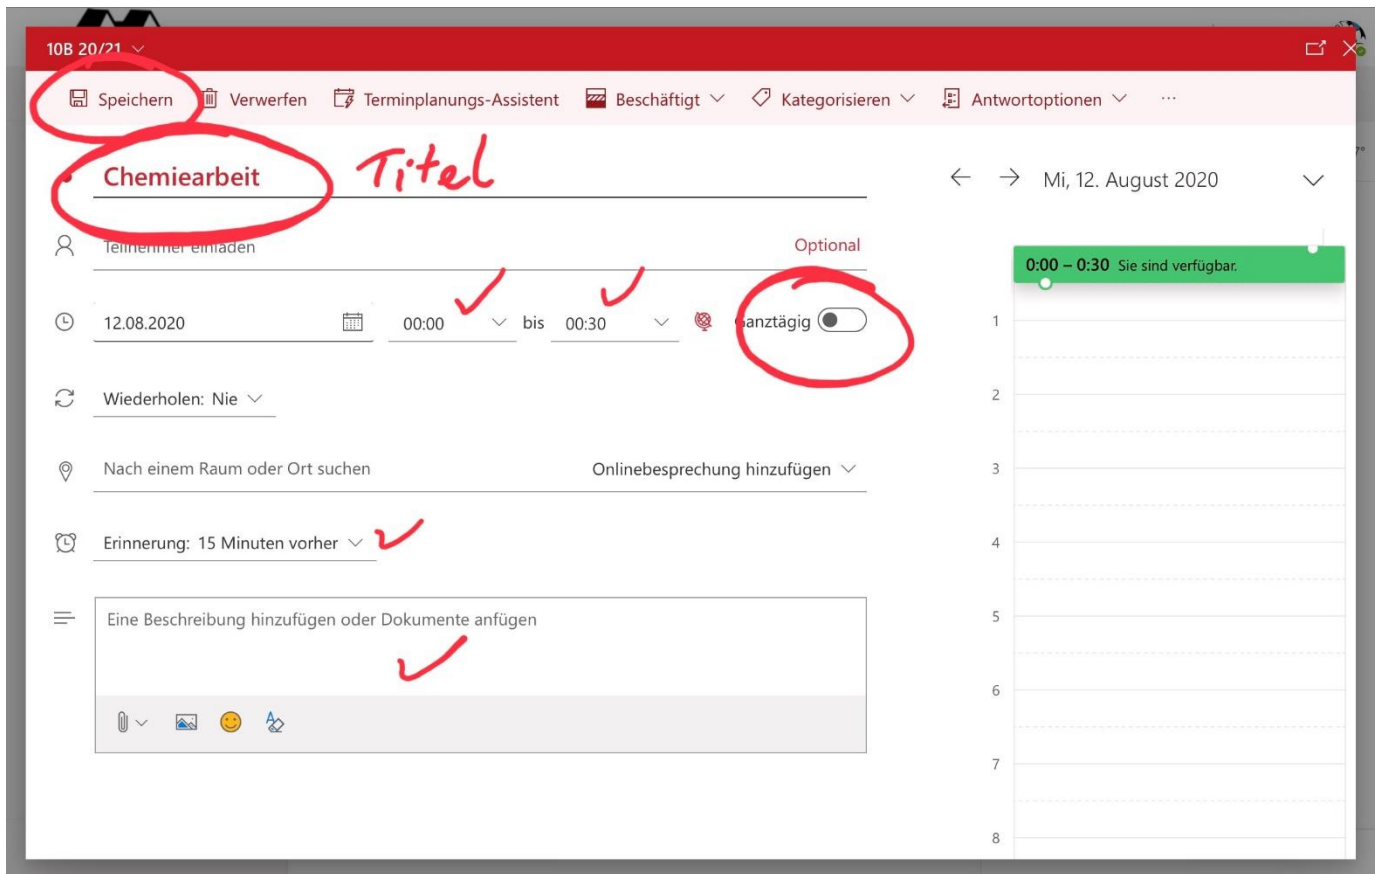 10B 20/21
Speichern Verwerfen Terminplanungs-Assistent Beschäftigt Kategorisieren Antwortoptionen ...
Chemiearbeit Titel
Mi, 12. August 2020
Teilnehmer einladen Optional
0:00 – 0:30 Sie sind verfügbar.
12.08.2020 00:00 bis 00:30 Ganztägig
1
Wiederholen: Nie
2
Nach einem Raum oder Ort suchen Onlinebesprechung hinzufügen
3
Erinnerung: 15 Minuten vorher
4
Eine Beschreibung hinzufügen oder Dokumente anfügen
5
6
7
8